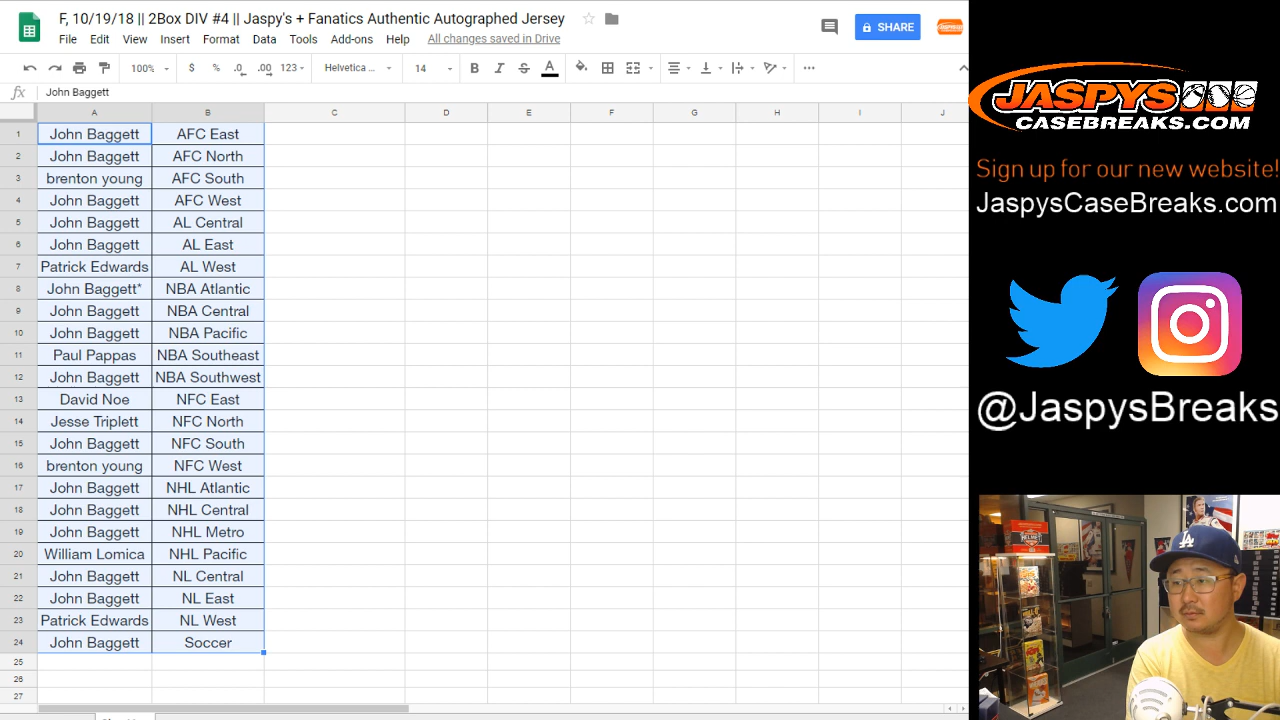 F, 10/19/18 || 2Box DIV #4 || Jaspy's + Fanatics Authentic Autographed Jersey
File Edit View Insert Format Data Tools Add-ons Help All changes saved in Drive
SHARE
100% $ % .0 .00 123 Helvetica ... 14 B I S A
fx John Baggett
A B C D E F G H I J
1 John Baggett AFC East
2 John Baggett AFC North
3 brenton young AFC South
4 John Baggett AFC West
5 John Baggett AL Central
6 John Baggett AL East
7 Patrick Edwards AL West
8 John Baggett* NBA Atlantic
9 John Baggett NBA Central
10 John Baggett NBA Pacific
11 Paul Pappas NBA Southeast
12 John Baggett NBA Southwest
13 David Noe NFC East
14 Jesse Triplett NFC North
15 John Baggett NFC South
16 brenton young NFC West
17 John Baggett NHL Atlantic
18 John Baggett NHL Central
19 John Baggett NHL Metro
20 William Lomica NHL Pacific
21 John Baggett NL Central
22 John Baggett NL East
23 Patrick Edwards NL West
24 John Baggett Soccer
25
26
27
JASPYS
CASEBREAKS.COM
Sign up for our new website!
JaspysCaseBreaks.com
@JaspysBreaks
HELMET
LA